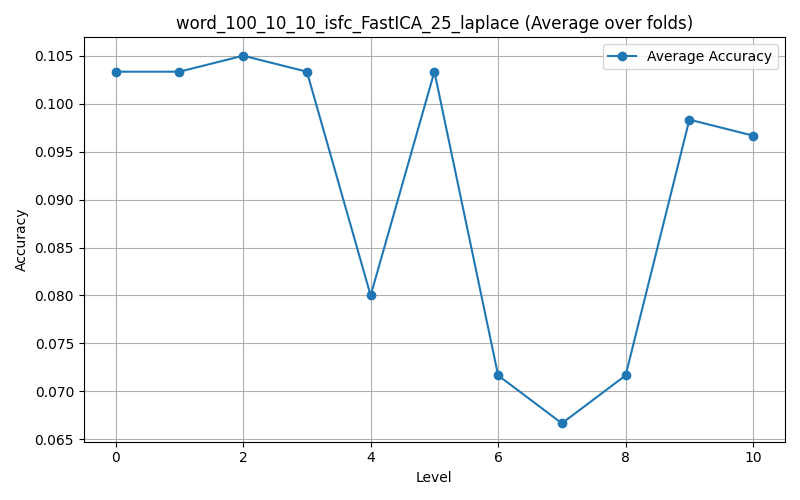 word_100_10_10_isfc_FastICA_25_laplace (Average over folds)
Average Accuracy
0.105
0.100
0.095
0.090
0.085
0.080
0.075
0.070
0.065
Accuracy
0 2 4 6 8 10
Level